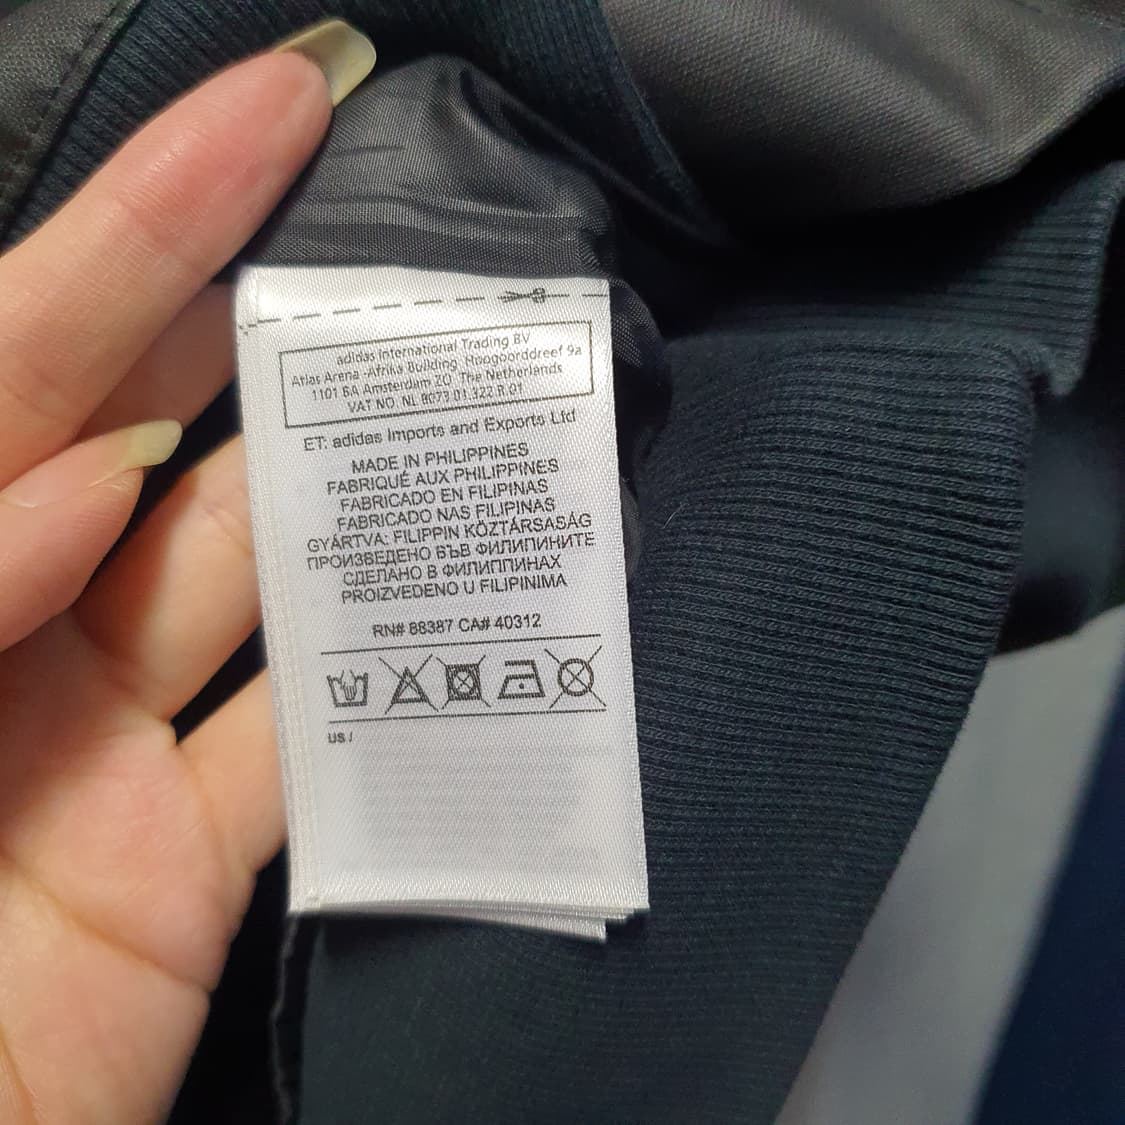 adidas International Trading BV
Atlas Arena -Afrika Building, Hoogoorddreef 9a
1101 BA Amsterdam ZO The Netherlands
VAT NO. NL 8073.01.322.R.01
ET: adidas Imports and Exports Ltd
MADE IN PHILIPPINES
FABRIQUÉ AUX PHILIPPINES
FABRICADO EN FILIPINAS
FABRICADO NAS FILIPINAS
GYÁRTVA: FILIPPIN KÖZTÁRSASÁG
ПРОИЗВЕДЕНО ВЪВ ФИЛИПИНИТЕ
СДЕЛАНО В ФИЛИППИНАХ
PROIZVEDENO U FILIPINIMA
RN# 88387 CA# 40312
US /